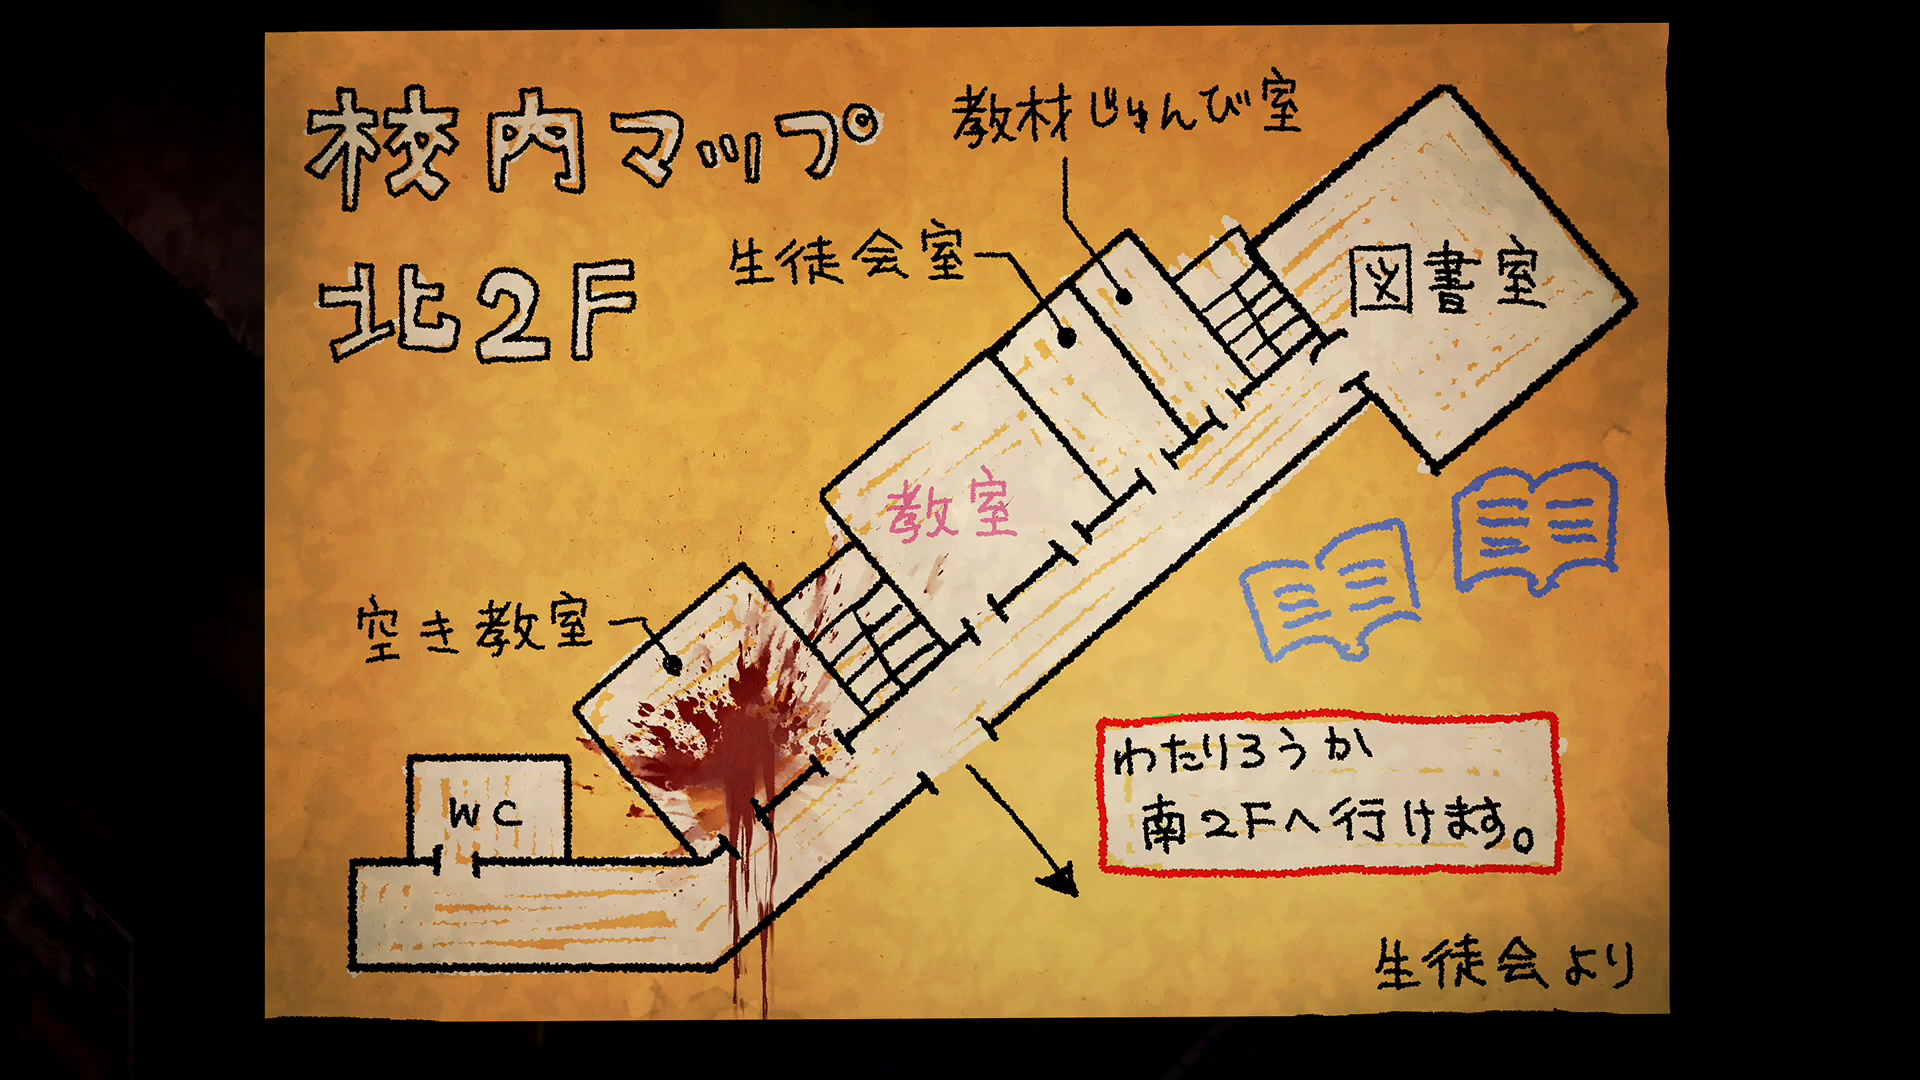 校内マップ
北2F
教材じゅんび室
生徒会室
図書室
教室
空き教室
WC
わたりろうか
南2Fへ行けます。
生徒会より